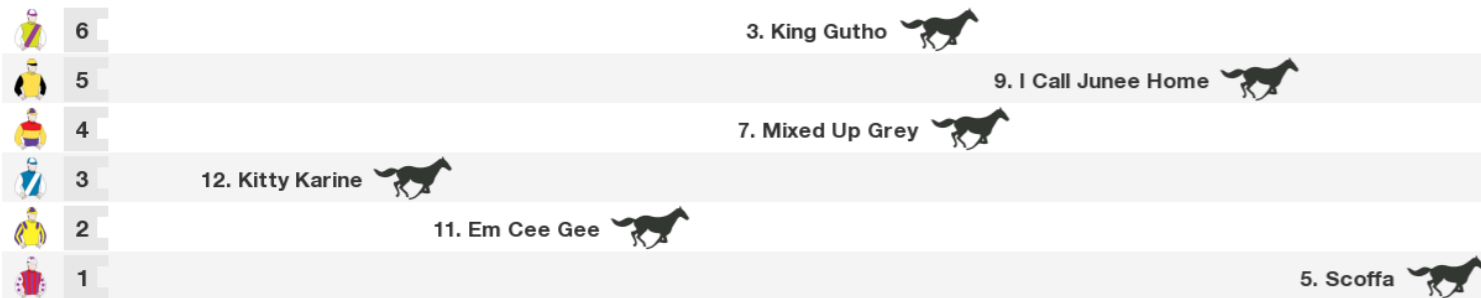 6 3. King Gutho
5 9. I Call Junee Home
4 7. Mixed Up Grey
3 12. Kitty Karine
2 11. Em Cee Gee
1 5. Scoffa